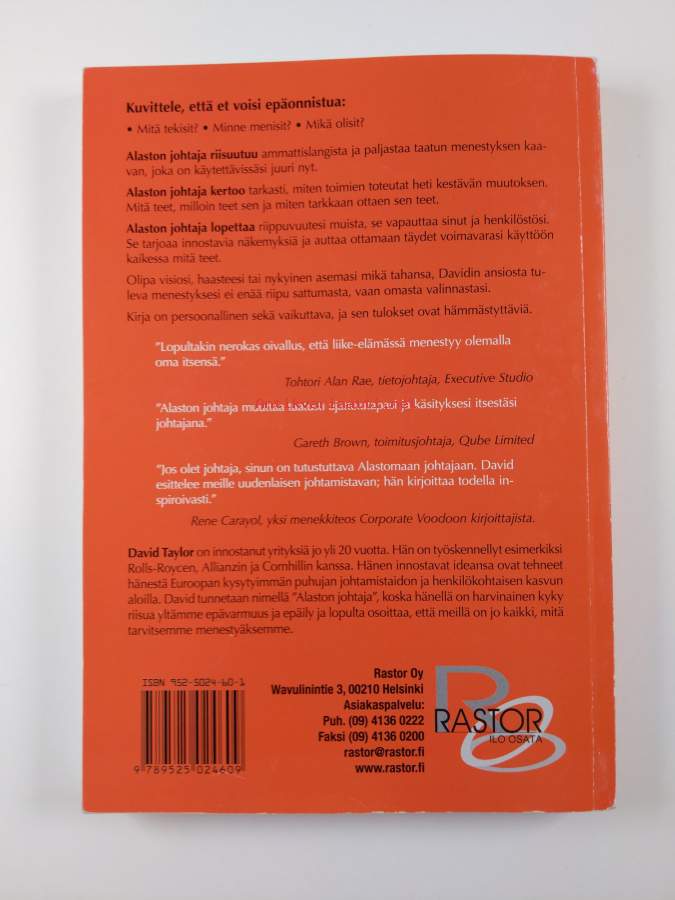 Kuvittele, että et voisi epäonnistua:
• Mitä tekisit? • Minne menisit? • Mikä olisit?
Alaston johtaja riisuutuu ammattislangista ja paljastaa taatun menestyksen kaa-
van, joka on käytettävissäsi juuri nyt.
Alaston johtaja kertoo tarkasti, miten toimien toteutat heti kestävän muutoksen.
Mitä teet, milloin teet sen ja miten tarkkaan ottaen sen teet.
Alaston johtaja lopettaa riippuvuutesi muista, se vapauttaa sinut ja henkilöstösi.
Se tarjoaa innostavia näkemyksiä ja auttaa ottamaan täydet voimavarasi käyttöön
kaikessa mitä teet.
Olipa visiosi, haasteesi tai nykyinen asemasi mikä tahansa, Davidin ansiosta tu-
leva menestyksesi ei enää riipu sattumasta, vaan omasta valinnastasi.
Kirja on persoonallinen sekä vaikuttava, ja sen tulokset ovat hämmästyttäviä.
"Lopultakin nerokas oivallus, että liike-elämässä menestyy olemalla
oma itsensä."
Tohtori Alan Rae, tietojohtaja, Executive Studio
"Alaston johtaja muuttaa ajattelutapasi ja käsityksesi itsestäsi
johtajana."
Gareth Brown, toimitusjohtaja, Qube Limited
"Jos olet johtaja, sinun on tutustuttava Alastomaan johtajaan. David
esittelee meille uudenlaisen johtamistavan; hän kirjoittaa todella in-
spiroivasti."
Rene Carayol, yksi menekkiteos Corporate Voodoon kirjoittajista.
David Taylor on innostanut yrityksiä jo yli 20 vuotta. Hän on työskennellyt esimerkiksi
Rolls-Roycen, Allianzin ja Cornhillin kanssa. Hänen innostavat ideansa ovat tehneet
hänestä Euroopan kysytyimmän puhujan johtamistaidon ja henkilökohtaisen kasvun
aloilla. David tunnetaan nimellä "Alaston johtaja", koska hänellä on harvinainen kyky
riisua yltämme epävarmuus ja epäily ja lopulta osoittaa, että meillä on jo kaikki, mitä
tarvitsemme menestyäksemme.
ISBN 952-5024-60-1
9 789525 024609
Rastor Oy
Wavulinintie 3, 00210 Helsinki
Asiakaspalvelu:
Puh. (09) 4136 0222
Faksi (09) 4136 0200
rastor@rastor.fi
www.rastor.fi
RASTOR
ILO OSATA